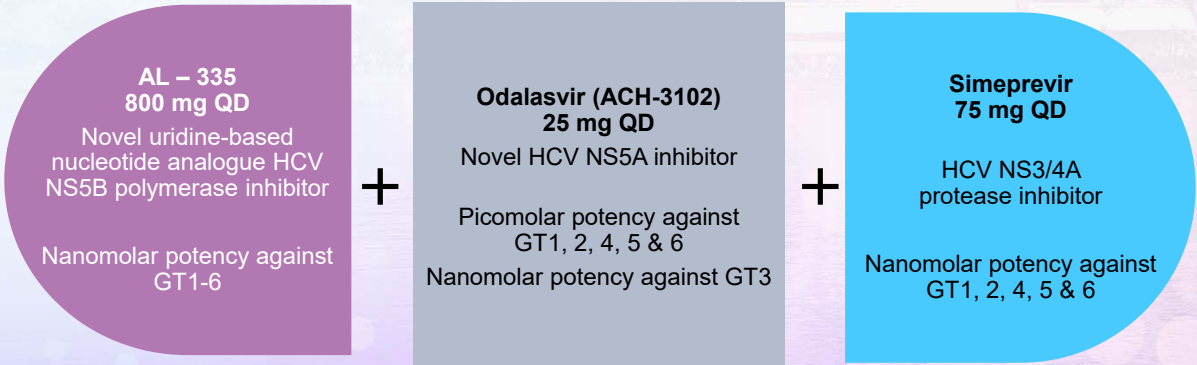 AL – 335
800 mg QD
Novel uridine-based
nucleotide analogue HCV
NS5B polymerase inhibitor
Nanomolar potency against
GT1-6
+
Odalasvir (ACH-3102)
25 mg QD
Novel HCV NS5A inhibitor
Picomolar potency against
GT1, 2, 4, 5 & 6
Nanomolar potency against GT3
+
Simeprevir
75 mg QD
HCV NS3/4A
protease inhibitor
Nanomolar potency against
GT1, 2, 4, 5 & 6